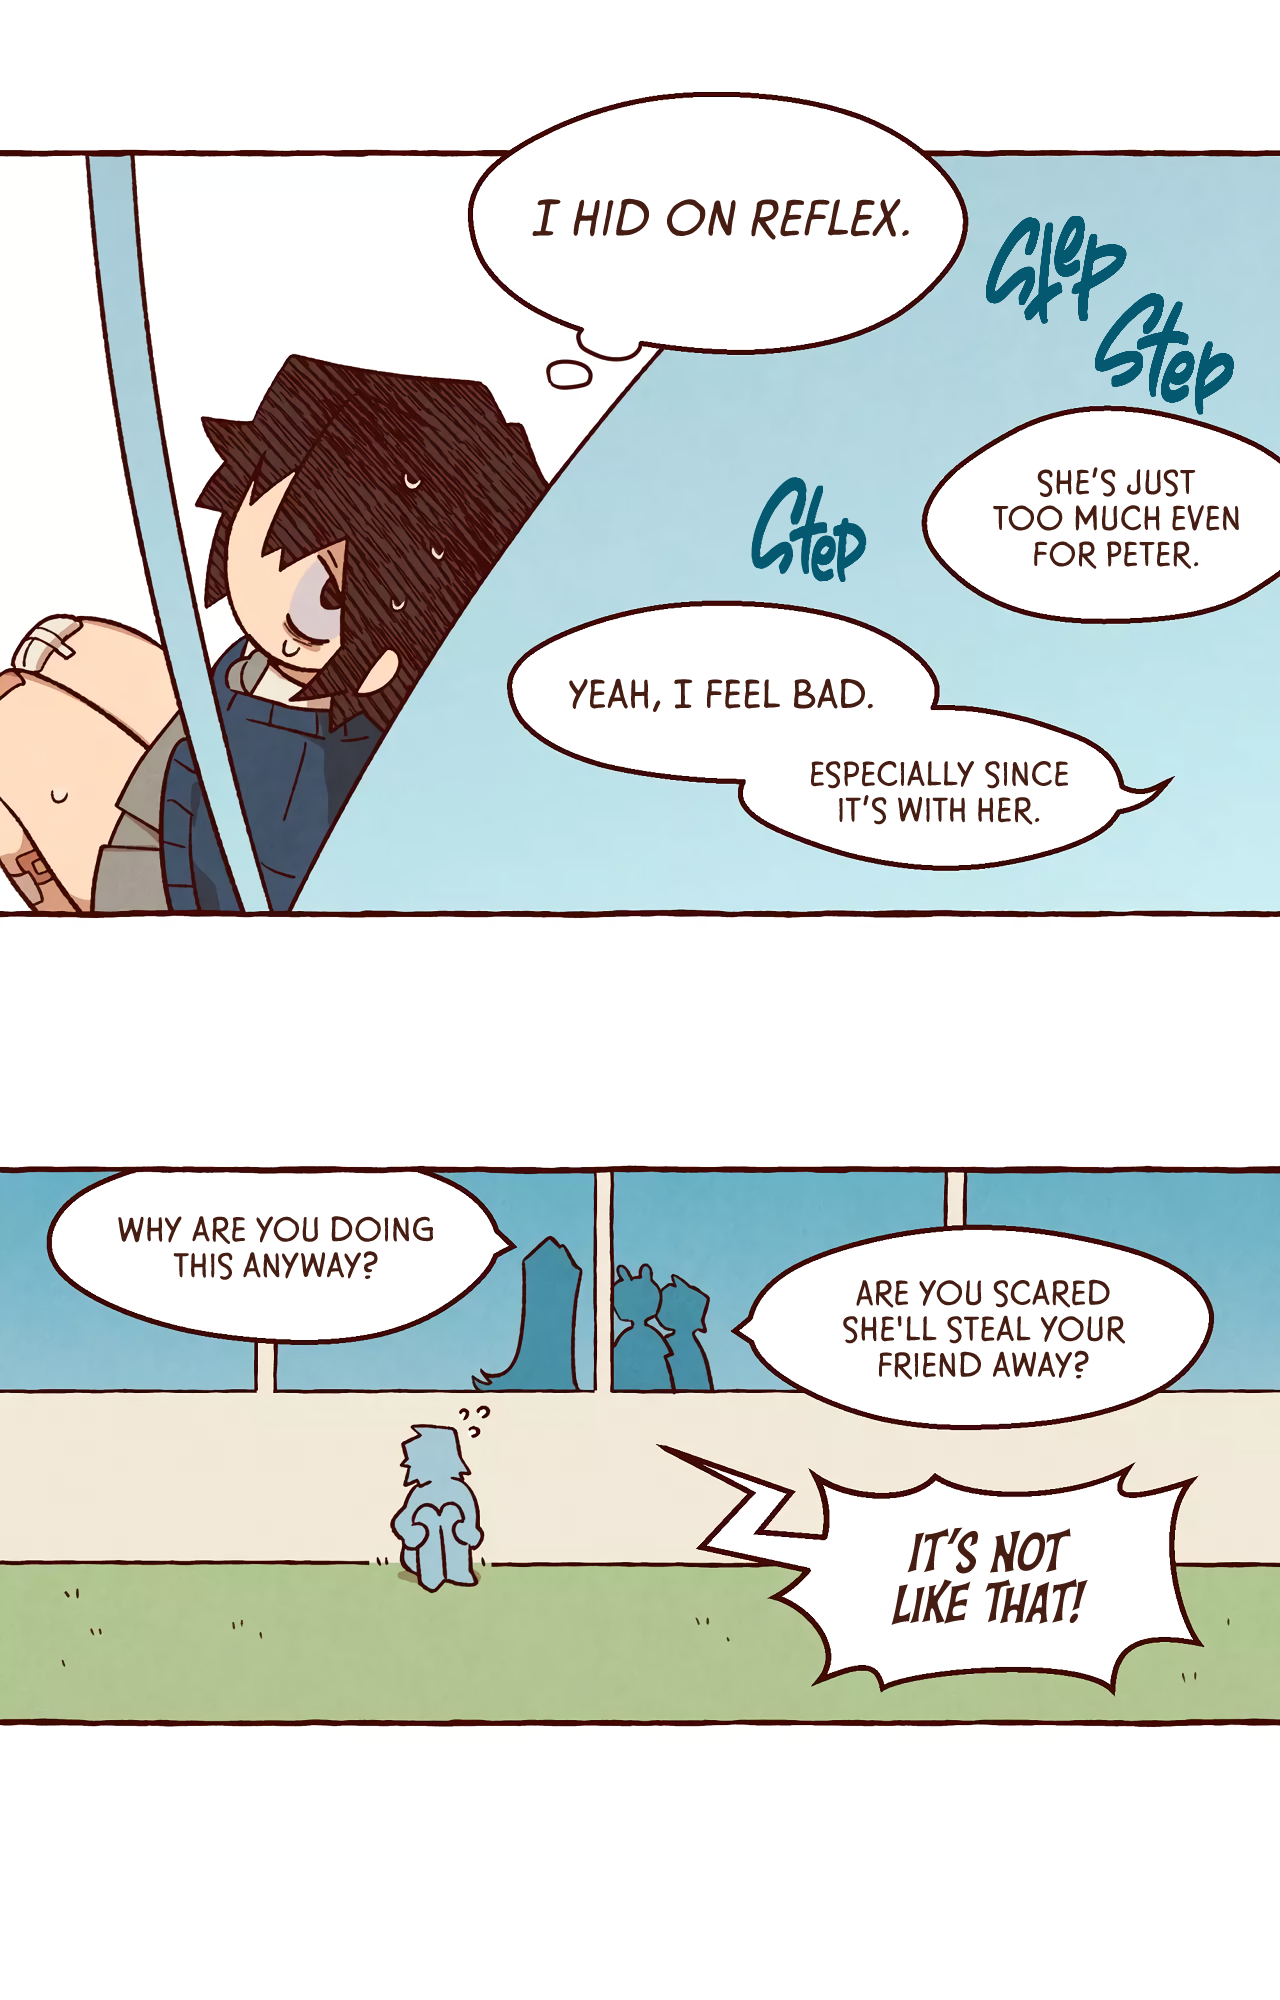 I HID ON REFLEX.
Step
Step
SHE'S JUST
TOO MUCH EVEN
FOR PETER.
Step
YEAH, I FEEL BAD.
ESPECIALLY SINCE
IT'S WITH HER.
WHY ARE YOU DOING
THIS ANYWAY?
ARE YOU SCARED
SHE'LL STEAL YOUR
FRIEND AWAY?
IT'S NOT
LIKE THAT!